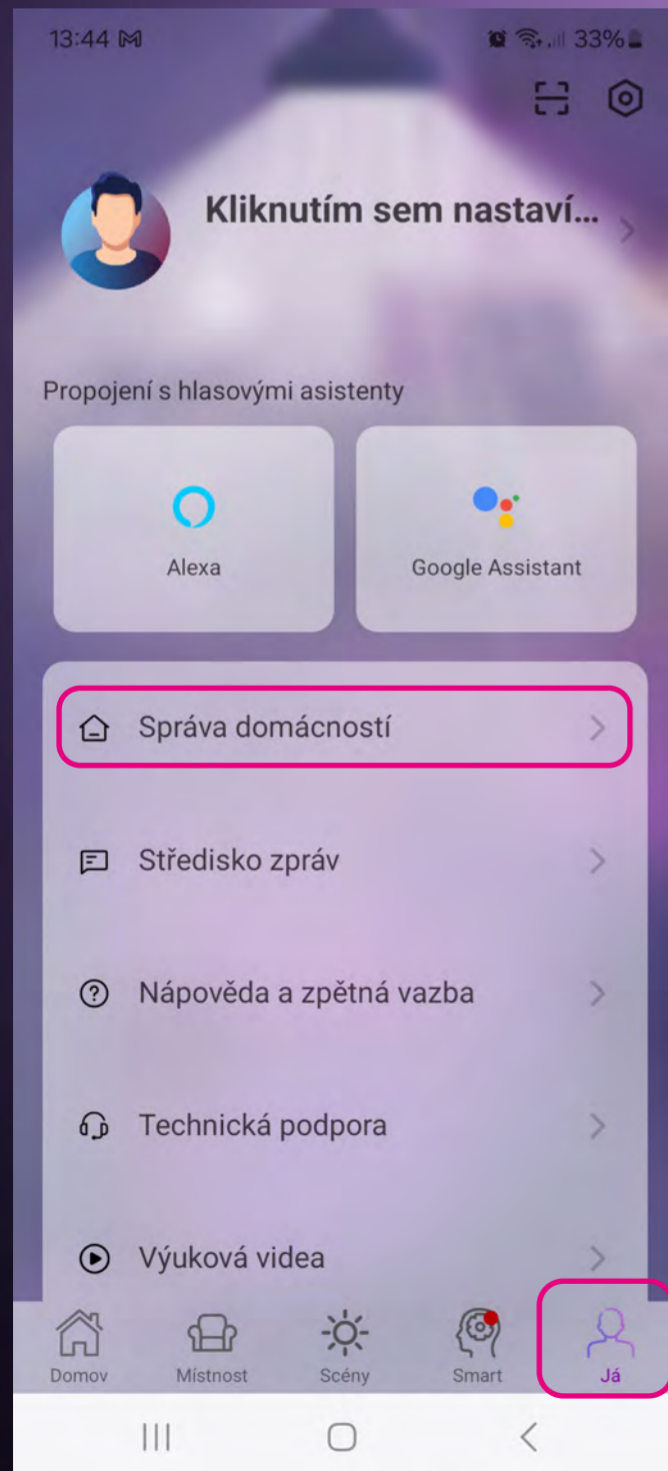 13:44
33%
Kliknutím sem nastaví...
Propojení s hlasovými asistenty
Alexa
Google Assistant
Správa domácností
Středisko zpráv
Nápověda a zpětná vazba
Technická podpora
Výuková videa
Domov
Místnost
Scény
Smart
Já